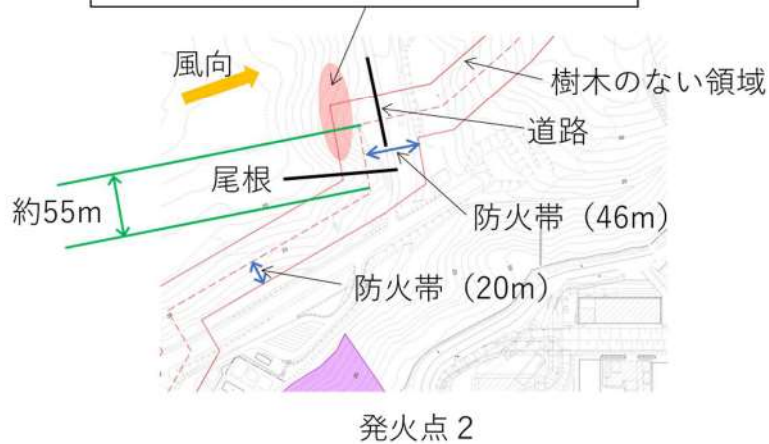 風向
樹木のない領域
道路
尾根
約55m
防火帯（46m）
防火帯（20m）
発火点２